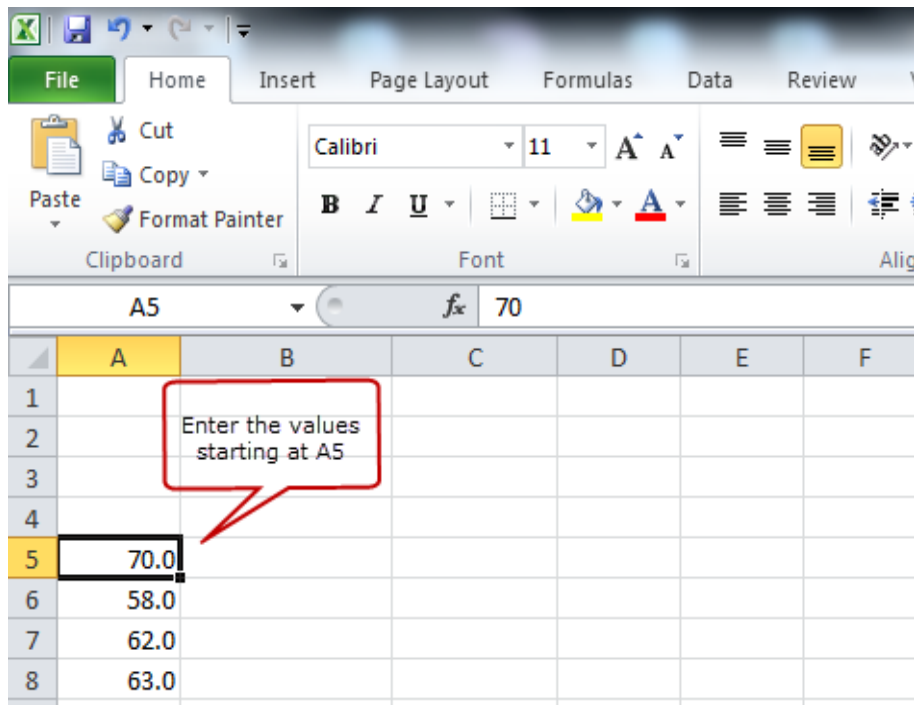 File Home Insert Page Layout Formulas Data Review
Cut
Calibri 11 A A
Copy
Paste
Format Painter
B I U A
Clipboard Font
A5 fx 70
A B C D E F
1
Enter the values
2
starting at A5
3
4
5 70.0
6 58.0
7 62.0
8 63.0